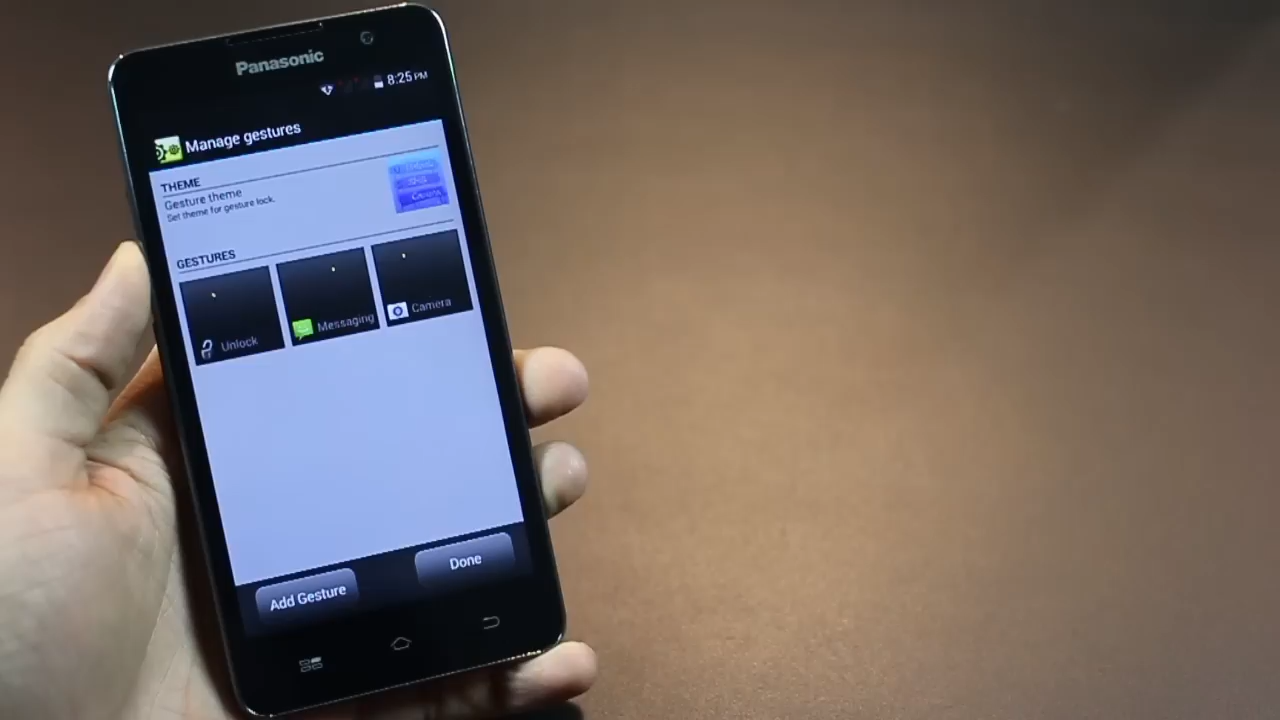 Panasonic
8:25 PM
Manage gestures
THEME
Gesture theme
Set theme for gesture lock.
GESTURES
Unlock
Messaging
Camera
Add Gesture
Done